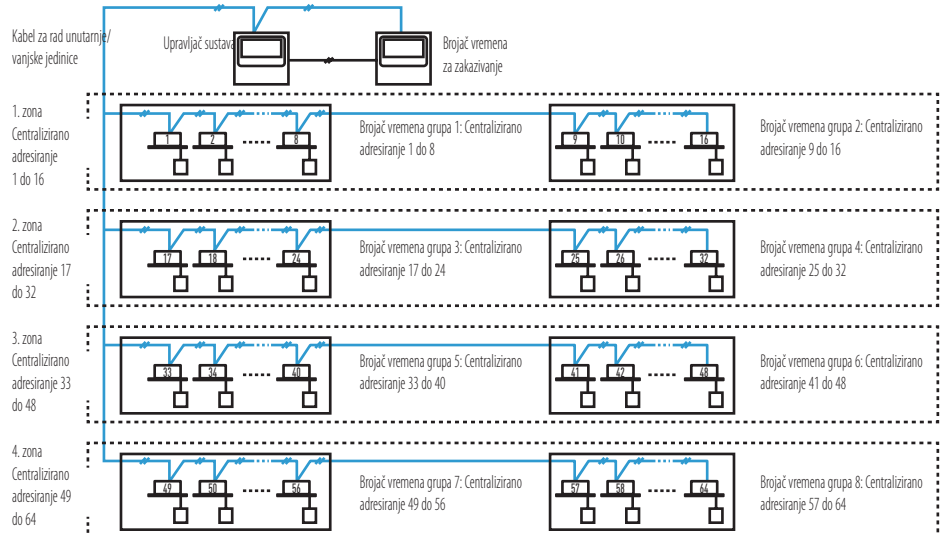 Kabel za rad unutarnje/
vanjske jedinice
Upravljač sustava
Brojač vremena
za zakazivanje
1. zona
Centralizirano
adresiranje
1 do 16
1
2
8
Brojač vremena grupa 1: Centralizirano
adresiranje 1 do 8
9
10
16
Brojač vremena grupa 2: Centralizirano
adresiranje 9 do 16
2. zona
Centralizirano
adresiranje 17
do 32
17
18
24
Brojač vremena grupa 3: Centralizirano
adresiranje 17 do 24
25
26
32
Brojač vremena grupa 4: Centralizirano
adresiranje 25 do 32
3. zona
Centralizirano
adresiranje 33
do 48
33
34
40
Brojač vremena grupa 5: Centralizirano
adresiranje 33 do 40
41
42
48
Brojač vremena grupa 6: Centralizirano
adresiranje 41 do 48
4. zona
Centralizirano
adresiranje 49
do 64
49
50
56
Brojač vremena grupa 7: Centralizirano
adresiranje 49 do 56
57
58
64
Brojač vremena grupa 8: Centralizirano
adresiranje 57 do 64